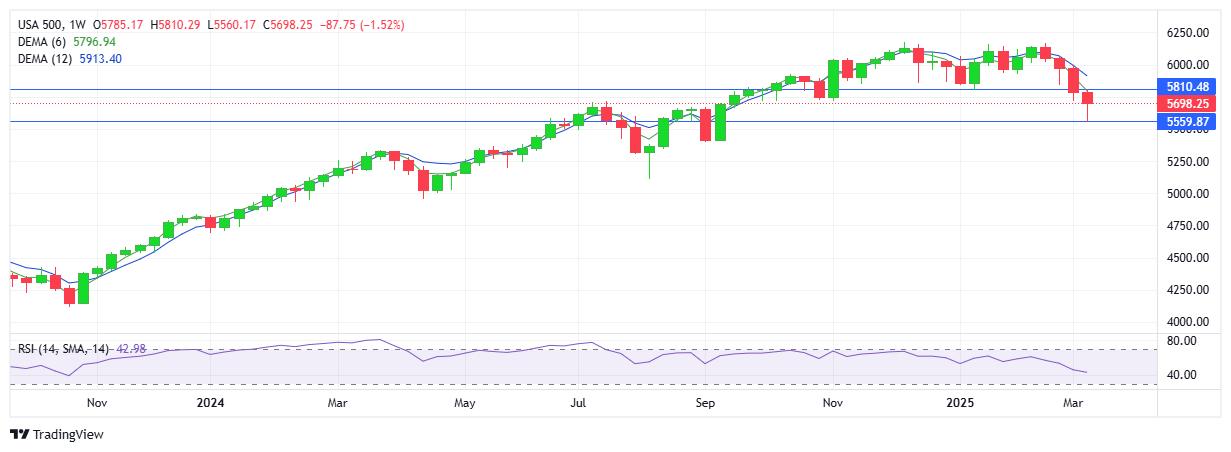 USA 500, 1W O5785.17 H5810.29 L5560.17 C5698.25 −87.75 (−1.52%)
DEMA (6) 5796.94
DEMA (12) 5913.40
6250.00
6000.00
5810.48
5698.25
5559.87
5500.00
5250.00
5000.00
4750.00
4500.00
4250.00
4000.00
RSI (14, SMA, 14) 42.98
80.00
40.00
Nov 2024 Mar May Jul Sep Nov 2025 Mar
TradingView